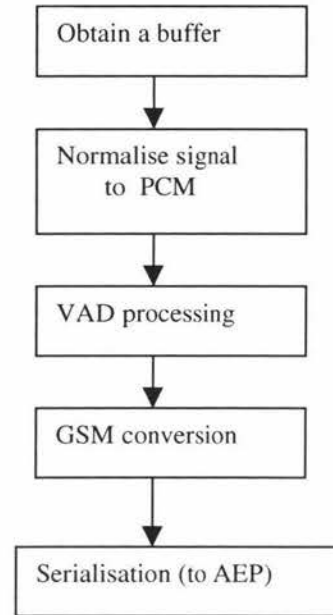 Obtain a buffer
Normalise signal
to PCM
VAD processing
GSM conversion
Serialisation (to AEP)